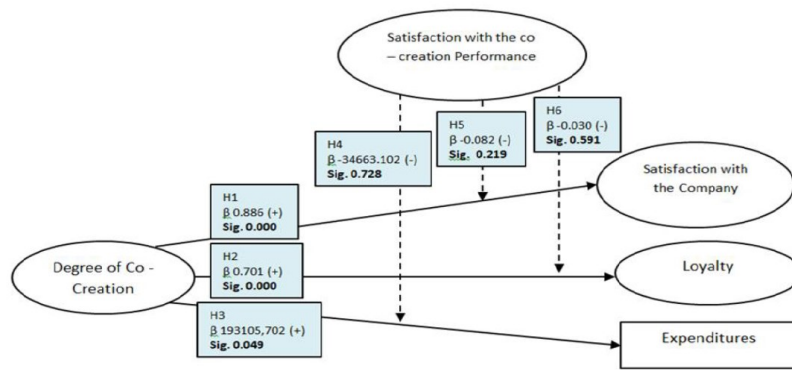 Satisfaction with the co
– creation Performance
H6
β -0.030 (-)
Sig. 0.591
H5
β -0.082 (-)
Sig. 0.219
H4
β -34663.102 (-)
Sig. 0.728
Satisfaction with
the Company
H1
β 0.886 (+)
Sig. 0.000
H2
β 0.701 (+)
Sig. 0.000
Degree of Co -
Creation
Loyalty
H3
β 193105,702 (+)
Sig. 0.049
Expenditures